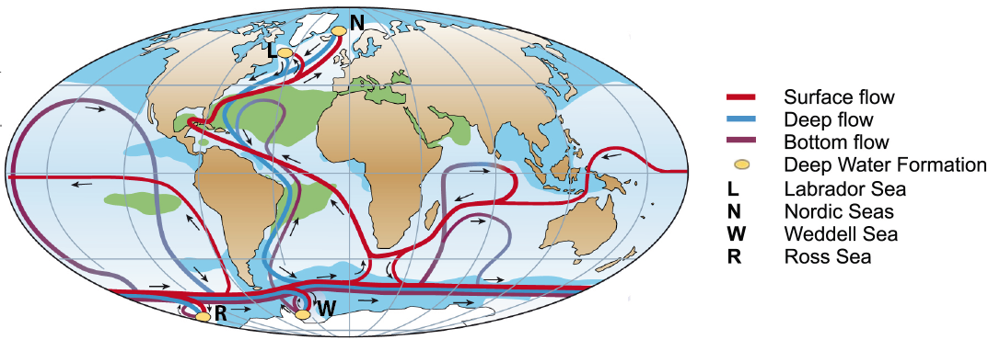 N
L
R
W
Surface flow
Deep flow
Bottom flow
Deep Water Formation
L Labrador Sea
N Nordic Seas
W Weddell Sea
R Ross Sea